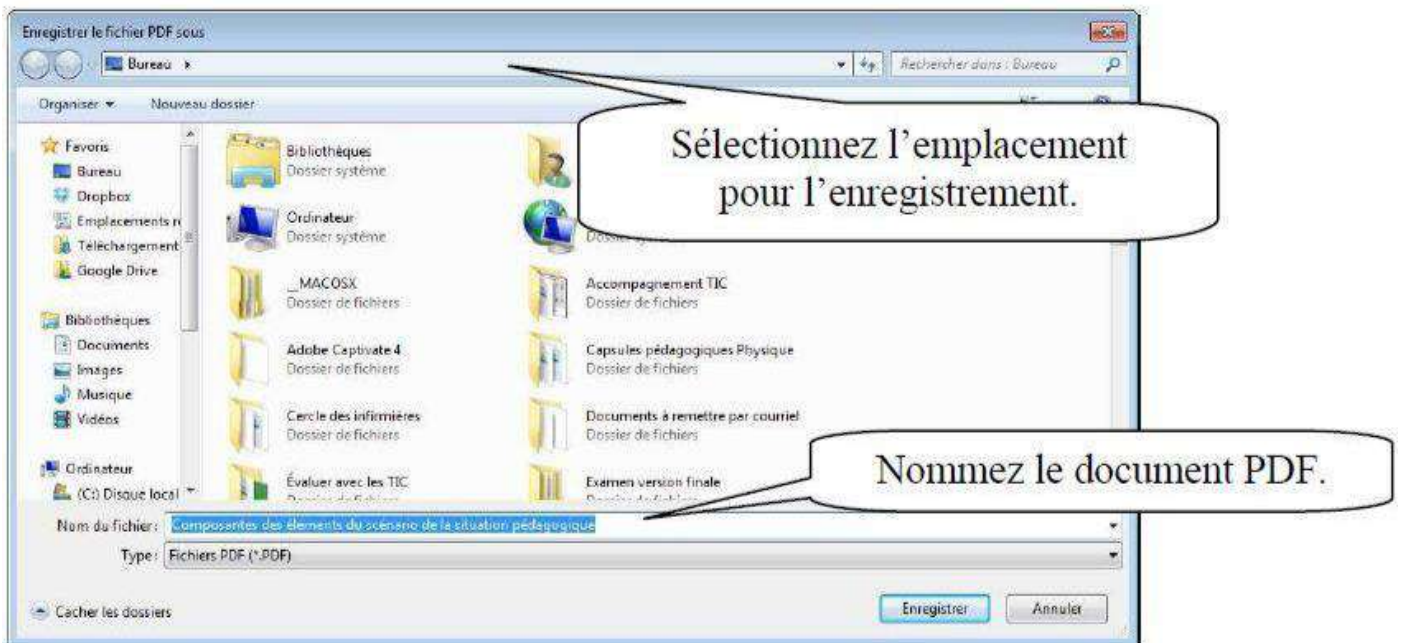 Enregistrer le fichier PDF sous
Bureau
Rechercher dans : Bureau
Organiser
Nouveau dossier
Sélectionnez l'emplacement
pour l'enregistrement.
Favoris
Bureau
Dropbox
Emplacements r
Téléchargement
Google Drive
Bibliothèques
Documents
Images
Musique
Vidéos
Ordinateur
(C:) Disque local
Bibliothèques
Dossier système
Ordinateur
Dossier système
__MACOSX
Dossier de fichiers
Accompagnement TIC
Dossier de fichiers
Adobe Captivate 4
Dossier de fichiers
Capsules pédagogiques Physique
Dossier de fichiers
Cercle des infirmières
Dossier de fichiers
Documents à remettre par courriel
Dossier de fichiers
Évaluer avec les TIC
Examen version finale
Nommez le document PDF.
Nom du fichier : Composantes des éléments du scénario de la situation pédagogique
Type : Fichiers PDF (*.PDF)
Cacher les dossiers
Enregistrer
Annuler